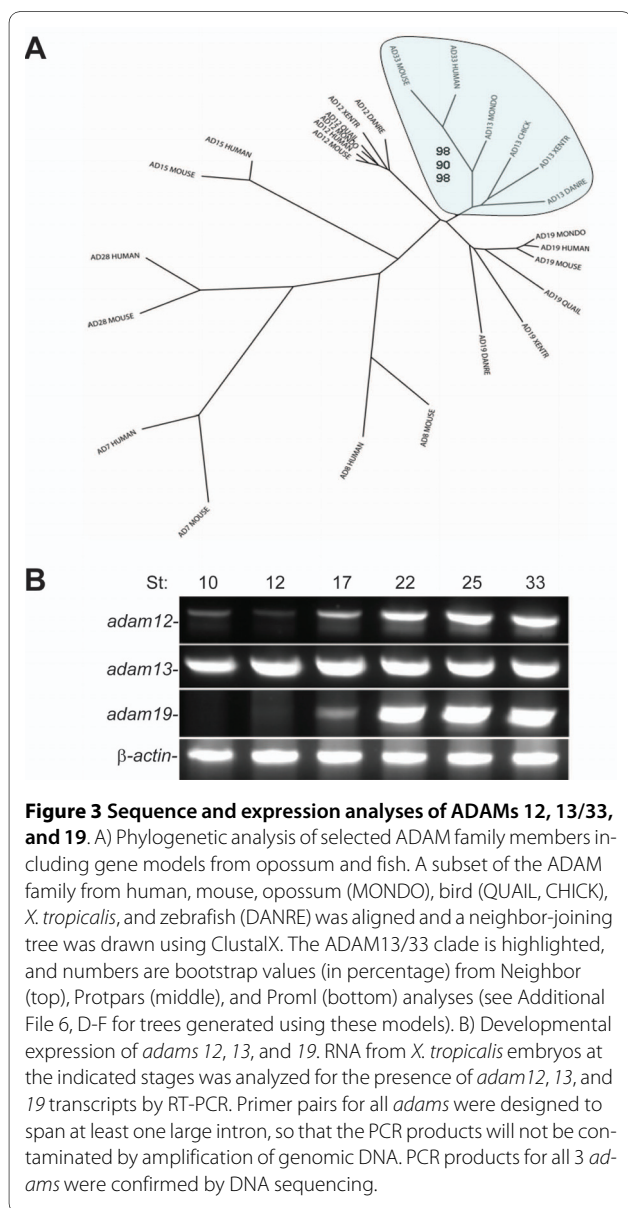 A
AD33 MOUSE
AD33 HUMAN
AD13 MONDO
AD13 CHICK
AD13 XENTR
AD13 DANRE
98
90
98
AD12 DANRE
AD12 XENTR
AD12 QUAIL
AD12 MONDO
AD12 HUMAN
AD12 MOUSE
AD15 HUMAN
AD15 MOUSE
AD28 HUMAN
AD28 MOUSE
AD7 HUMAN
AD7 MOUSE
AD8 HUMAN
AD8 MOUSE
AD19 MONDO
AD19 HUMAN
AD19 MOUSE
AD19 QUAIL
AD19 XENTR
AD19 DANRE
B
St: 10 12 17 22 25 33
adam12-
adam13-
adam19-
β-actin-
Figure 3 Sequence and expression analyses of ADAMs 12, 13/33,
and 19. A) Phylogenetic analysis of selected ADAM family members in-
cluding gene models from opossum and fish. A subset of the ADAM
family from human, mouse, opossum (MONDO), bird (QUAIL, CHICK),
X. tropicalis, and zebrafish (DANRE) was aligned and a neighbor-joining
tree was drawn using ClustalX. The ADAM13/33 clade is highlighted,
and numbers are bootstrap values (in percentage) from Neighbor
(top), Protpars (middle), and Proml (bottom) analyses (see Additional
File 6, D-F for trees generated using these models). B) Developmental
expression of adams 12, 13, and 19. RNA from X. tropicalis embryos at
the indicated stages was analyzed for the presence of adam12, 13, and
19 transcripts by RT-PCR. Primer pairs for all adams were designed to
span at least one large intron, so that the PCR products will not be con-
taminated by amplification of genomic DNA. PCR products for all 3 ad-
ams were confirmed by DNA sequencing.